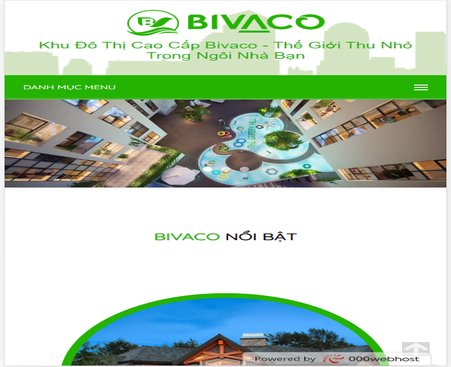 BIVACO
Khu Đô Thị Cao Cấp Bivaco - Thế Giới Thu Nhỏ
Trong Ngôi Nhà Bạn
DANH MỤC MENU
BIVACO NỔI BẬT
Powered by 000webhost